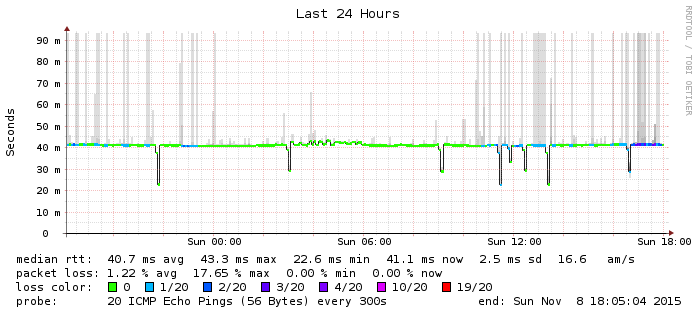 Last 24 Hours
RRDTOOL / TOBI OETIKER
Seconds
90 m
80 m
70 m
60 m
50 m
40 m
30 m
20 m
10 m
0
Sun 00:00 Sun 06:00 Sun 12:00 Sun 18:00
median rtt: 40.7 ms avg 43.3 ms max 22.6 ms min 41.1 ms now 2.5 ms sd 16.6 am/s
packet loss: 1.22 % avg 17.65 % max 0.00 % min 0.00 % now
loss color: 0 1/20 2/20 3/20 4/20 10/20 19/20
probe: 20 ICMP Echo Pings (56 Bytes) every 300s end: Sun Nov 8 18:05:04 2015